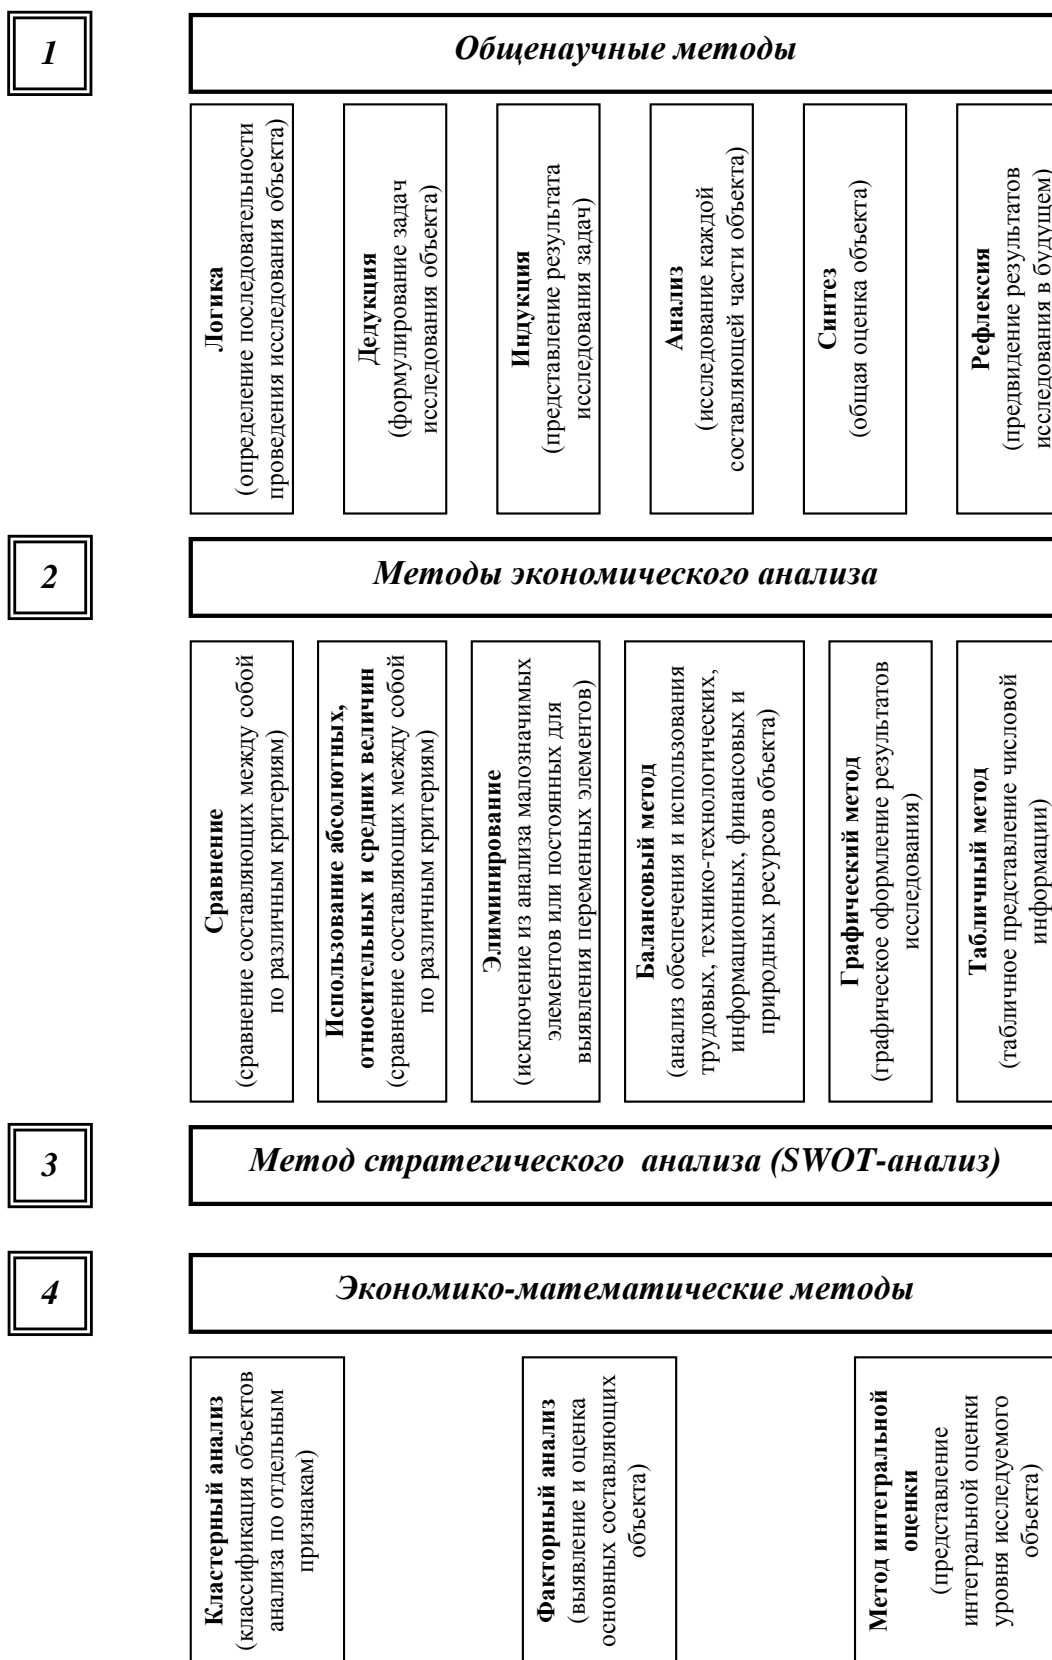 1
Общенаучные методы
Логика
(определение последовательности
проведения исследования объекта)
Дедукция
(формулирование задач
исследования объекта)
Индукция
(представление результата
исследования задач)
Анализ
(исследование каждой
составляющей части объекта)
Синтез
(общая оценка объекта)
Рефлексия
(предвидение результатов
исследования в будущем)
2
Методы экономического анализа
Сравнение
(сравнение составляющих между собой
по различным критериям)
Использование абсолютных,
относительных и средних величин
(сравнение составляющих между собой
по различным критериям)
Элиминирование
(исключение из анализа малозначимых
элементов или постоянных для
выявления переменных элементов)
Балансовый метод
(анализ обеспечения и использования
трудовых, технико-технологических,
информационных, финансовых и
природных ресурсов объекта)
Графический метод
(графическое оформление результатов
исследования)
Табличный метод
(табличное представление числовой
информации)
3
Метод стратегического анализа (SWOT-анализ)
4
Экономико-математические методы
Кластерный анализ
(классификация объектов
анализа по отдельным
признакам)
Факторный анализ
(выявление и оценка
основных составляющих
объекта)
Метод интегральной
оценки
(представление
интегральной оценки
уровня исследуемого
объекта)